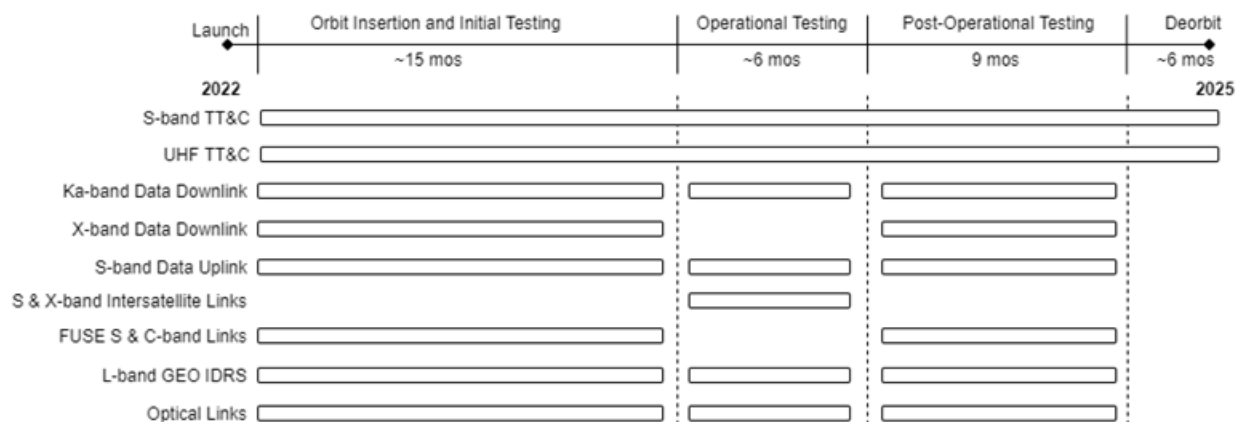 Launch
Orbit Insertion and Initial Testing
Operational Testing
Post-Operational Testing
Deorbit
~15 mos
~6 mos
9 mos
~6 mos
2022
2025
S-band TT&C
UHF TT&C
Ka-band Data Downlink
X-band Data Downlink
S-band Data Uplink
S & X-band Intersatellite Links
FUSE S & C-band Links
L-band GEO IDRS
Optical Links